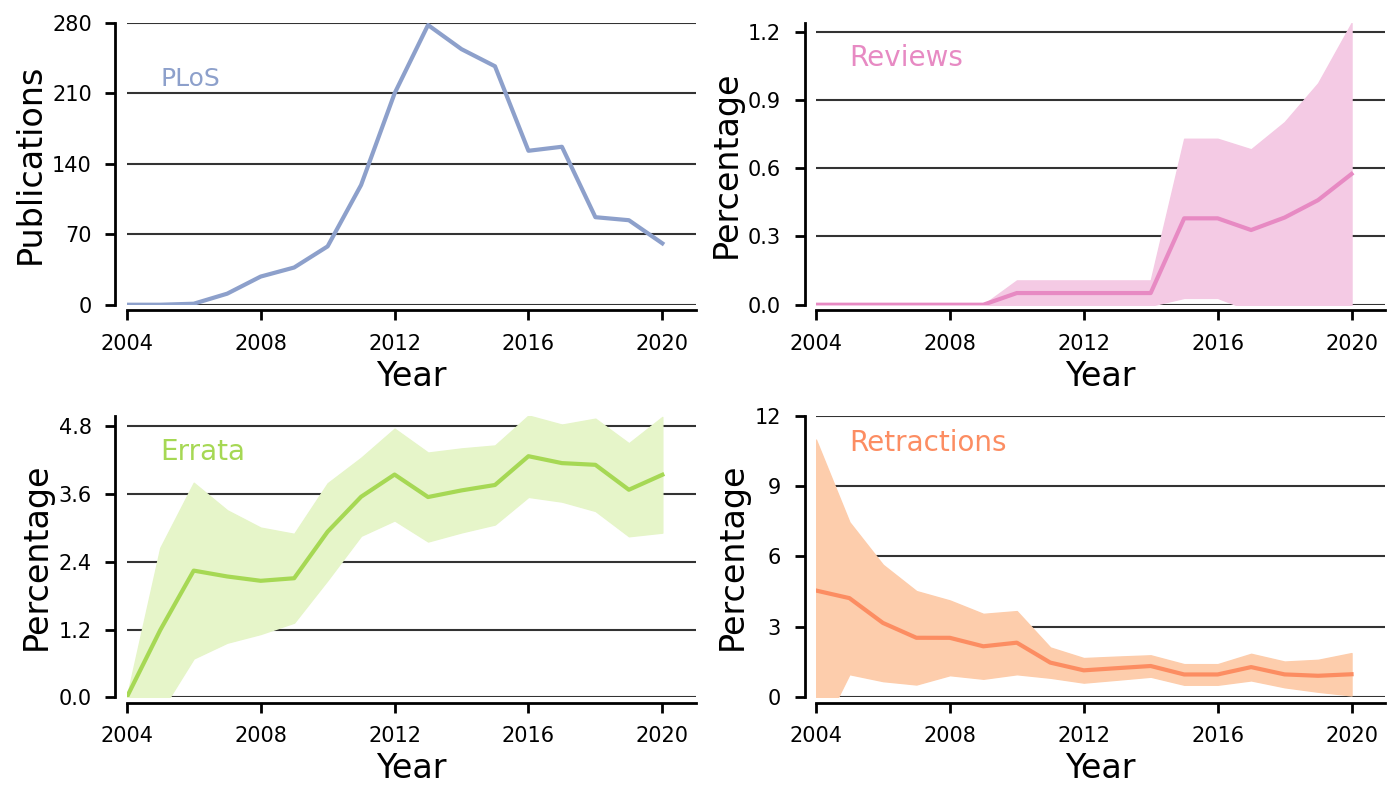 Publications
280
210
140
70
0
PLoS
2004 2008 2012 2016 2020
Year
Percentage
1.2
0.9
0.6
0.3
0.0
Reviews
2004 2008 2012 2016 2020
Year
Percentage
4.8
3.6
2.4
1.2
0.0
Errata
2004 2008 2012 2016 2020
Year
Percentage
12
9
6
3
0
Retractions
2004 2008 2012 2016 2020
Year